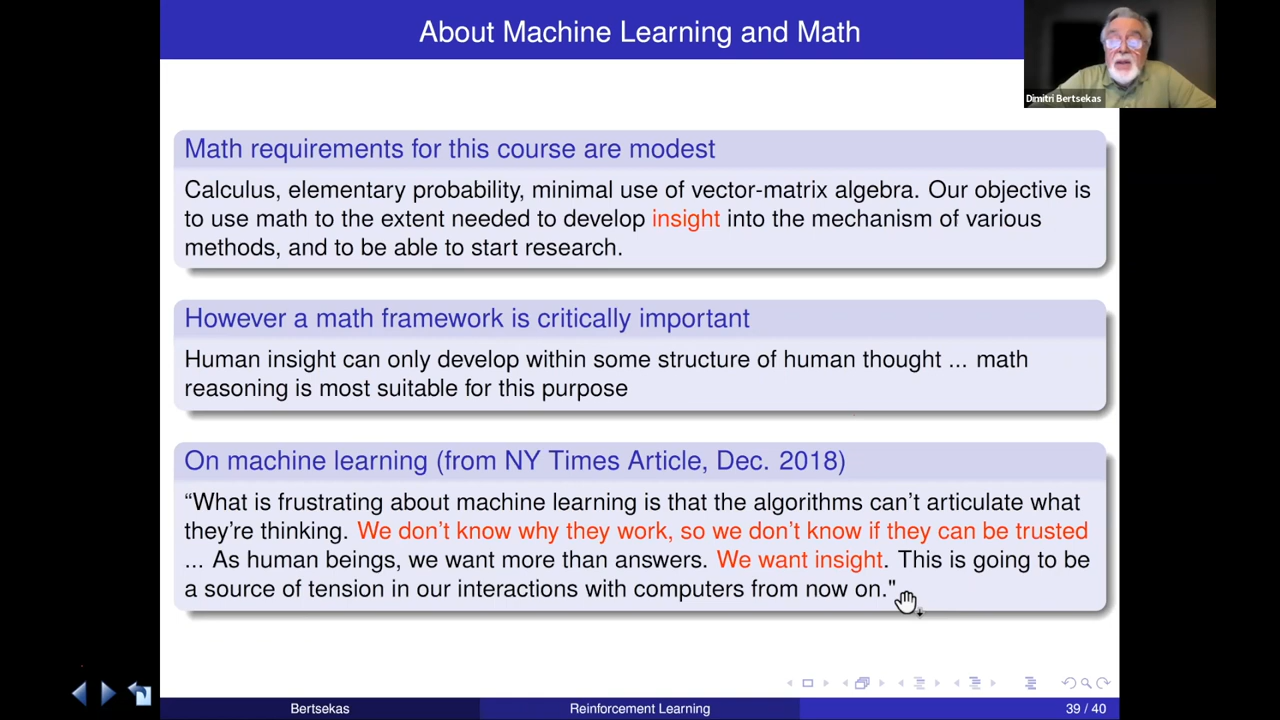 About Machine Learning and Math
Dimitri Bertsekas
Math requirements for this course are modest
Calculus, elementary probability, minimal use of vector-matrix algebra. Our objective is
to use math to the extent needed to develop insight into the mechanism of various
methods, and to be able to start research.
However a math framework is critically important
Human insight can only develop within some structure of human thought ... math
reasoning is most suitable for this purpose
On machine learning (from NY Times Article, Dec. 2018)
“What is frustrating about machine learning is that the algorithms can’t articulate what
they’re thinking. We don’t know why they work, so we don’t know if they can be trusted
... As human beings, we want more than answers. We want insight. This is going to be
a source of tension in our interactions with computers from now on."
Bertsekas
Reinforcement Learning
39 / 40